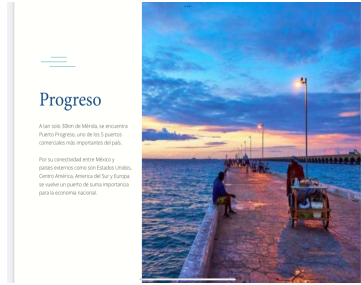 Progreso
A tan solo 30km de Mérida, se encuentra
Puerto Progreso, uno de los 5 puertos
comerciales más importantes del país.
Por su conectividad entre México y
países externos como son Estados Unidos,
Centro América, America del Sur y Europa
se vuelve un puerto de suma importancia
para la economía nacional.